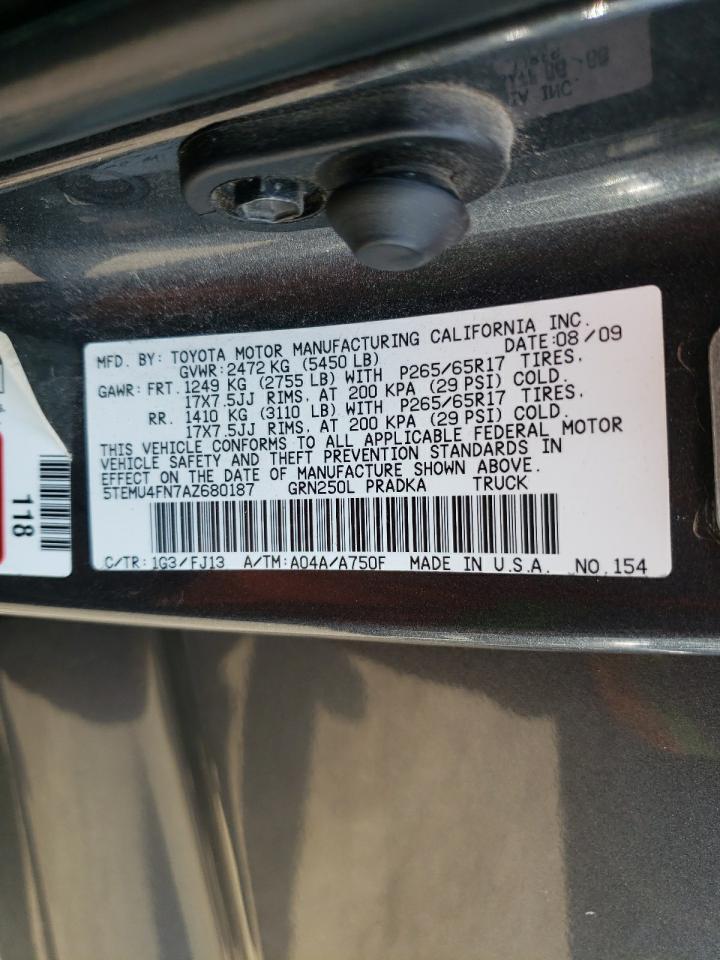 MFD. BY: TOYOTA MOTOR MANUFACTURING CALIFORNIA INC.
GVWR: 2472 KG (5450 LB) DATE: 08/09
GAWR: FRT. 1249 KG (2755 LB) WITH P265/65R17 TIRES,
17X7.5JJ RIMS, AT 200 KPA (29 PSI) COLD.
RR. 1410 KG (3110 LB) WITH P265/65R17 TIRES,
17X7.5JJ RIMS, AT 200 KPA (29 PSI) COLD.
THIS VEHICLE CONFORMS TO ALL APPLICABLE FEDERAL MOTOR
VEHICLE SAFETY AND THEFT PREVENTION STANDARDS IN
EFFECT ON THE DATE OF MANUFACTURE SHOWN ABOVE.
5TEMU4FN7AZ680187 GRN250L PRADKA TRUCK
C/TR: 1G3/FJ13 A/TM: A04A/A750F MADE IN U.S.A. NO. 154
118